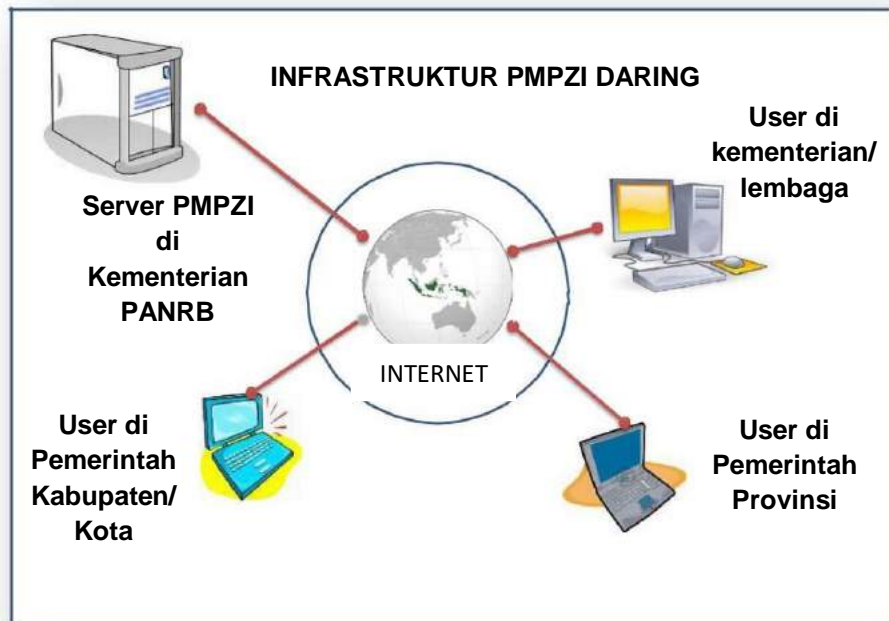 INFRASTRUKTUR PMPZI DARING
Server PMPZI
di
Kementerian
PANRB
User di
kementerian/
lembaga
INTERNET
User di
Pemerintah
Kabupaten/
Kota
User di
Pemerintah
Provinsi